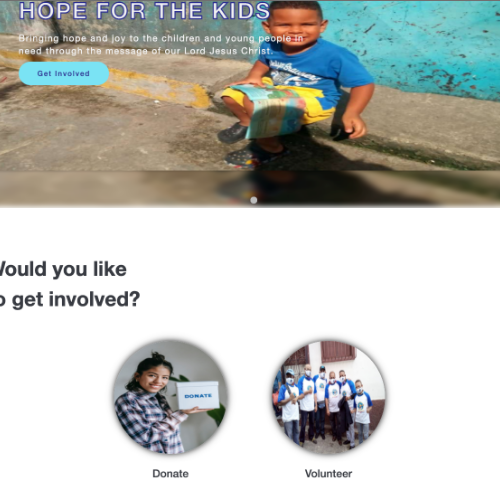 HOPE FOR THE KIDS
Bringing hope and joy to the children and young people in
need through the message of our Lord Jesus Christ.
Get Involved
Would you like
to get involved?
DONATE
Donate
Volunteer